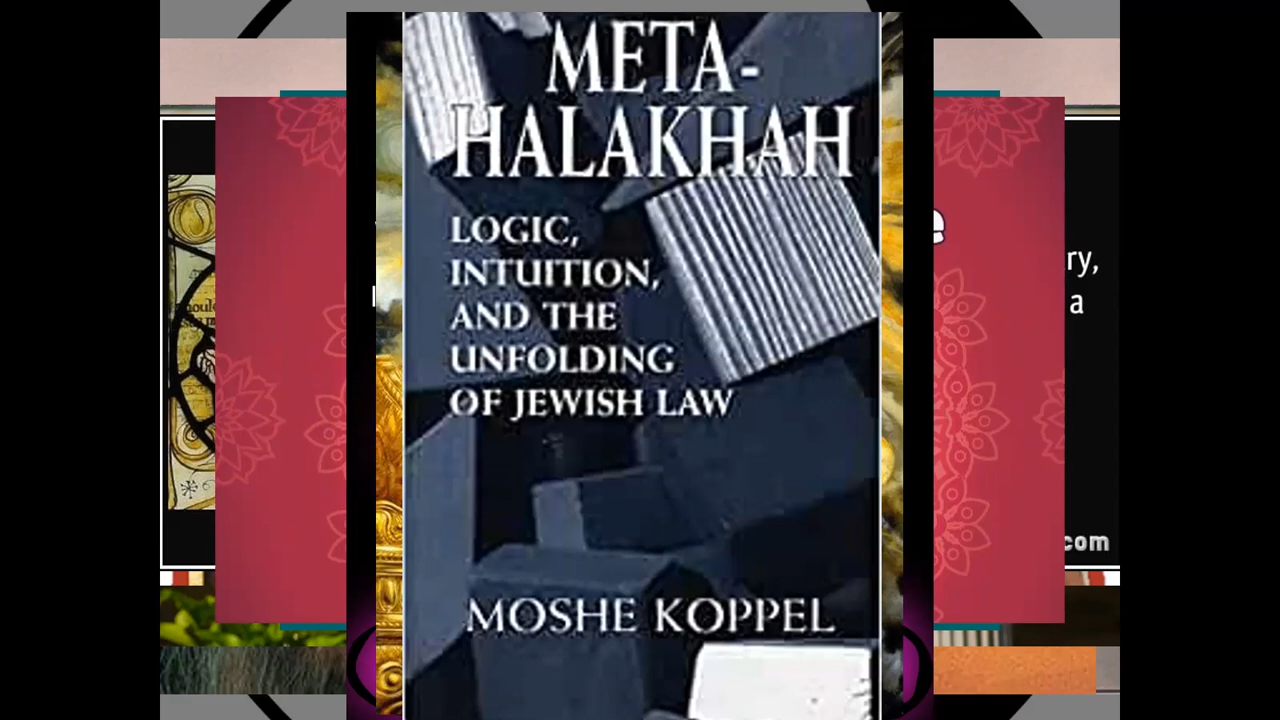 META-
HALAKHAH
LOGIC,
INTUITION,
AND THE
UNFOLDING
OF JEWISH LAW
MOSHE KOPPEL
e
ry,
a
com